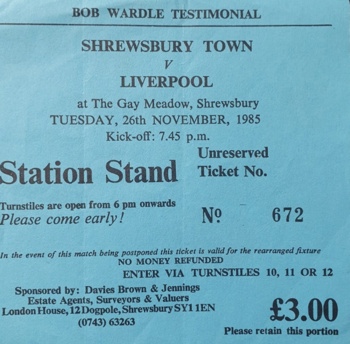 BOB WARDLE TESTIMONIAL
SHREWSBURY TOWN
V
LIVERPOOL
at The Gay Meadow, Shrewsbury
TUESDAY, 26th NOVEMBER, 1985
Kick-off: 7.45 p.m.
Station Stand
Unreserved
Ticket No.
Turnstiles are open from 6 pm onwards
Please come early!
Nº 672
In the event of this match being postponed this ticket is valid for the rearranged fixture
NO MONEY REFUNDED
ENTER VIA TURNSTILES 10, 11 OR 12
Sponsored by: Davies Brown & Jennings
Estate Agents, Surveyors & Valuers
London House, 12 Dogpole, Shrewsbury SY1 1EN
(0743) 63263
£3.00
Please retain this portion